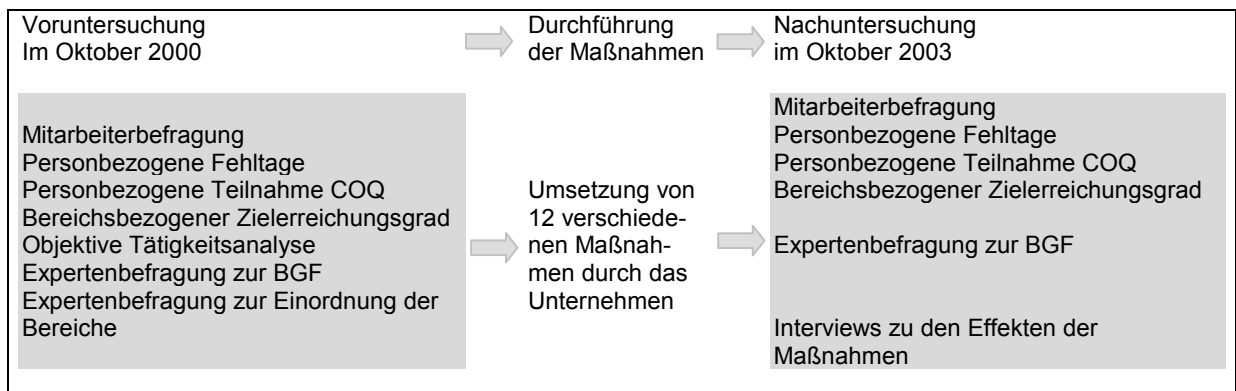 Voruntersuchung
Im Oktober 2000
Durchführung
der Maßnahmen
Nachuntersuchung
im Oktober 2003
Mitarbeiterbefragung
Personbezogene Fehltage
Personbezogene Teilnahme COQ
Bereichsbezogener Zielerreichungsgrad
Objektive Tätigkeitsanalyse
Expertenbefragung zur BGF
Expertenbefragung zur Einordnung der
Bereiche
Umsetzung von
12 verschiede-
nen Maßnah-
men durch das
Unternehmen
Mitarbeiterbefragung
Personbezogene Fehltage
Personbezogene Teilnahme COQ
Bereichsbezogener Zielerreichungsgrad
Expertenbefragung zur BGF
Interviews zu den Effekten der
Maßnahmen